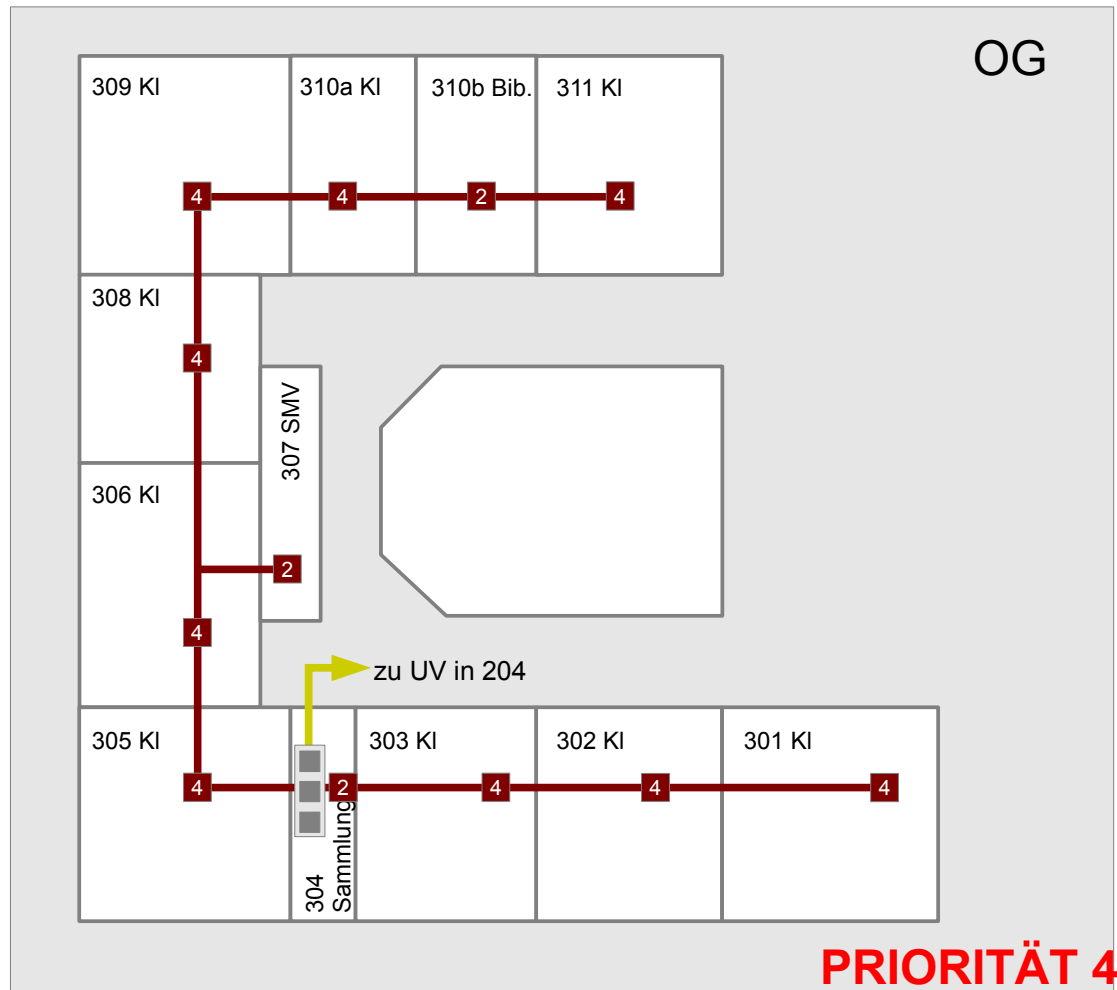 OG
309 Kl
310a Kl
310b Bib.
311 Kl
4
4
2
4
308 Kl
4
307 SMV
306 Kl
2
4
zu UV in 204
305 Kl
303 Kl
302 Kl
301 Kl
4
2
4
4
4
304
Sammlung
PRIORITÄT 4